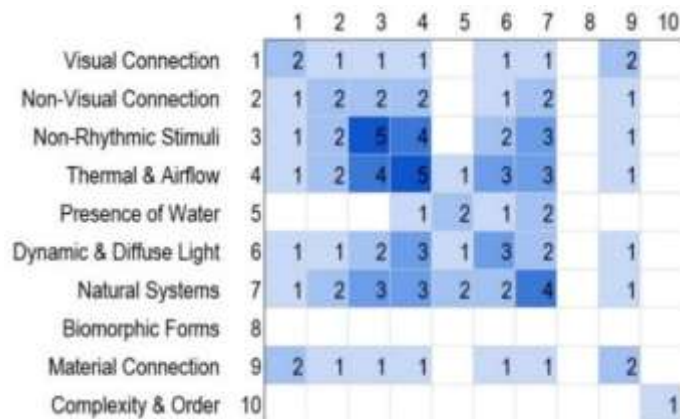 1 2 3 4 5 6 7 8 9 10
Visual Connection 1 2 1 1 1 1 1 2
Non-Visual Connection 2 1 2 2 2 1 2 1
Non-Rhythmic Stimuli 3 1 2 5 4 2 3 1
Thermal & Airflow 4 1 2 4 5 1 3 3 1
Presence of Water 5 1 2 1 2
Dynamic & Diffuse Light 6 1 1 2 3 1 3 2 1
Natural Systems 7 1 2 3 3 2 2 4 1
Biomorphic Forms 8
Material Connection 9 2 1 1 1 1 1 2
Complexity & Order 10 1